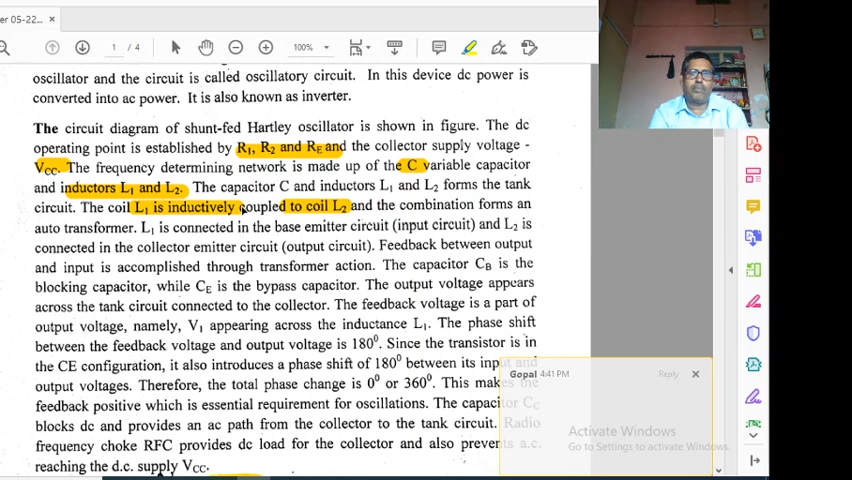 er 05-22...
×
1 / 4
100%
oscillator and the circuit is called oscillatory circuit. In this device dc power is
converted into ac power. It is also known as inverter.
The circuit diagram of shunt-fed Hartley oscillator is shown in figure. The dc
operating point is established by R₁, R₂ and R_E and the collector supply voltage -
V_CC. The frequency determining network is made up of the C variable capacitor
and inductors L₁ and L₂. The capacitor C and inductors L₁ and L₂ forms the tank
circuit. The coil L₁ is inductively coupled to coil L₂ and the combination forms an
auto transformer. L₁ is connected in the base emitter circuit (input circuit) and L₂ is
connected in the collector emitter circuit (output circuit). Feedback between output
and input is accomplished through transformer action. The capacitor C_B is the
blocking capacitor, while C_E is the bypass capacitor. The output voltage appears
across the tank circuit connected to the collector. The feedback voltage is a part of
output voltage, namely, V₁ appearing across the inductance L₁. The phase shift
between the feedback voltage and output voltage is 180⁰. Since the transistor is in
the CE configuration, it also introduces a phase shift of 180⁰ between its input and
output voltages. Therefore, the total phase change is 0⁰ or 360⁰. This makes the
feedback positive which is essential requirement for oscillations. The capacitor C_C
blocks dc and provides an ac path from the collector to the tank circuit. Radio
frequency choke RFC provides dc load for the collector and also prevents a.c.
reaching the d.c. supply V_CC.
Gopal 4:41 PM
Reply
×
Activate Windows
Go to Settings to activate Windows.